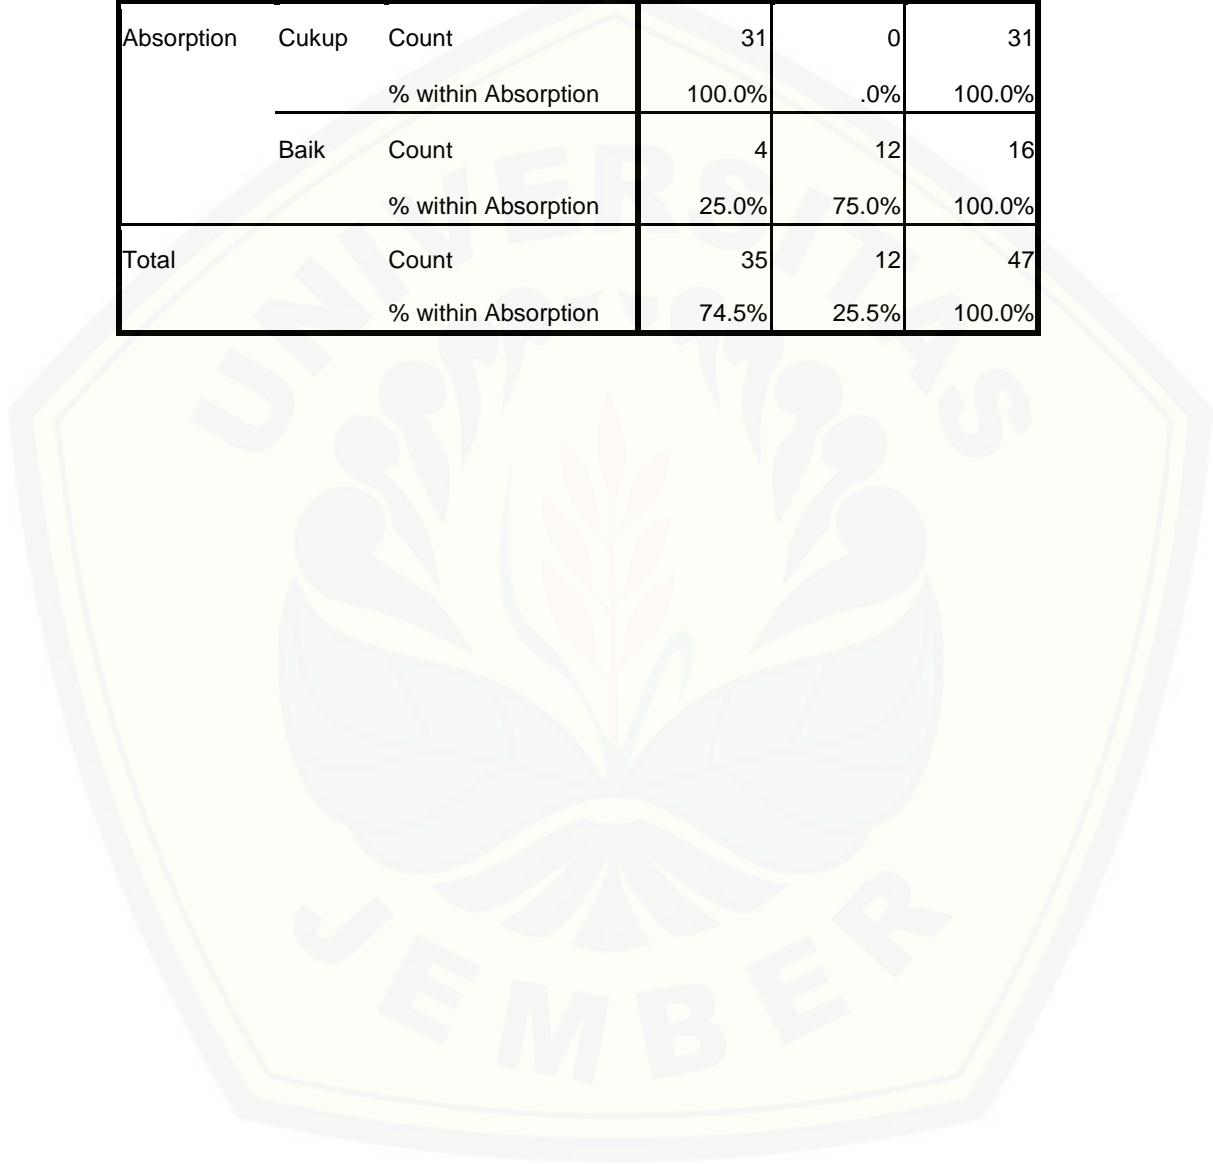 Absorption Cukup Count 31 0 31
% within Absorption 100.0% .0% 100.0%
Baik Count 4 12 16
% within Absorption 25.0% 75.0% 100.0%
Total Count 35 12 47
% within Absorption 74.5% 25.5% 100.0%
UNIVERSITAS
JEMBER